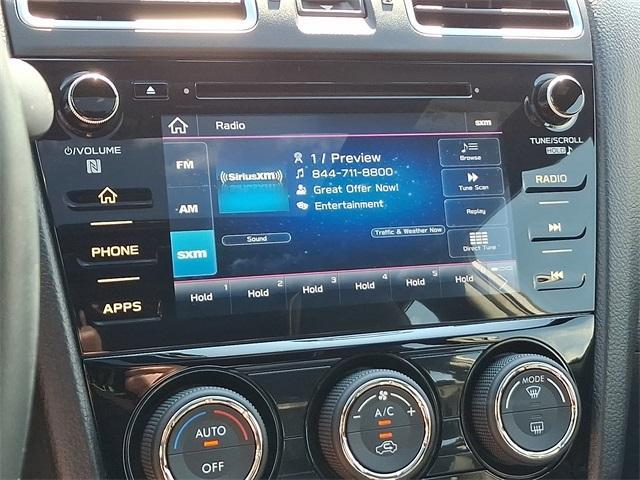 VOLUME
N
PHONE
APPS
Radio
sxm
FM
AM
sxm
((SiriusXM))
1 / Preview
844-711-8800
Great Offer Now!
Entertainment
Sound
Traffic & Weather Now
Browse
Tune Scan
Replay
Direct Tune
1 Hold
2 Hold
3 Hold
4 Hold
5 Hold
Hold
TUNE/SCROLL
HOLD
RADIO
AUTO
OFF
A/C
- +
MODE